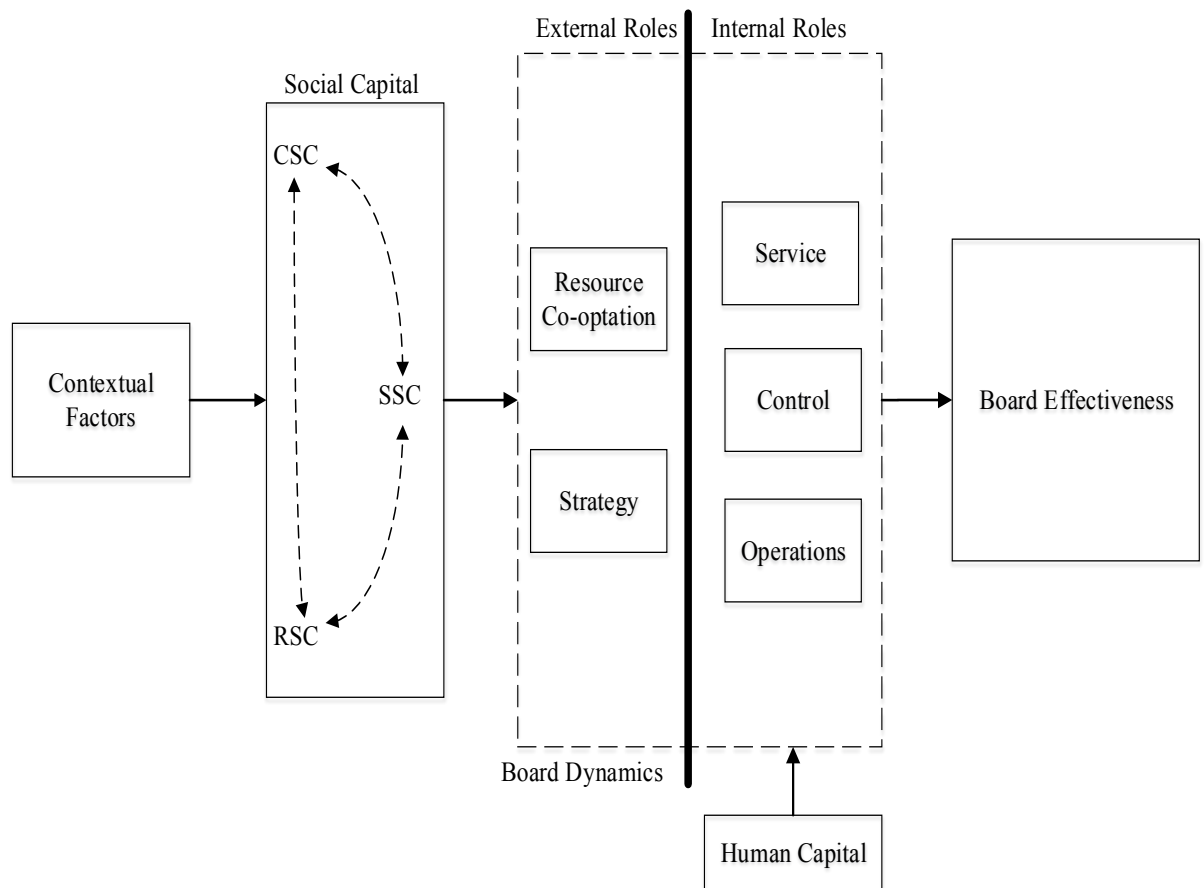 External Roles
Internal Roles
Social Capital
CSC
SSC
RSC
Contextual
Factors
Resource
Co-optation
Strategy
Service
Control
Operations
Board Effectiveness
Board Dynamics
Human Capital